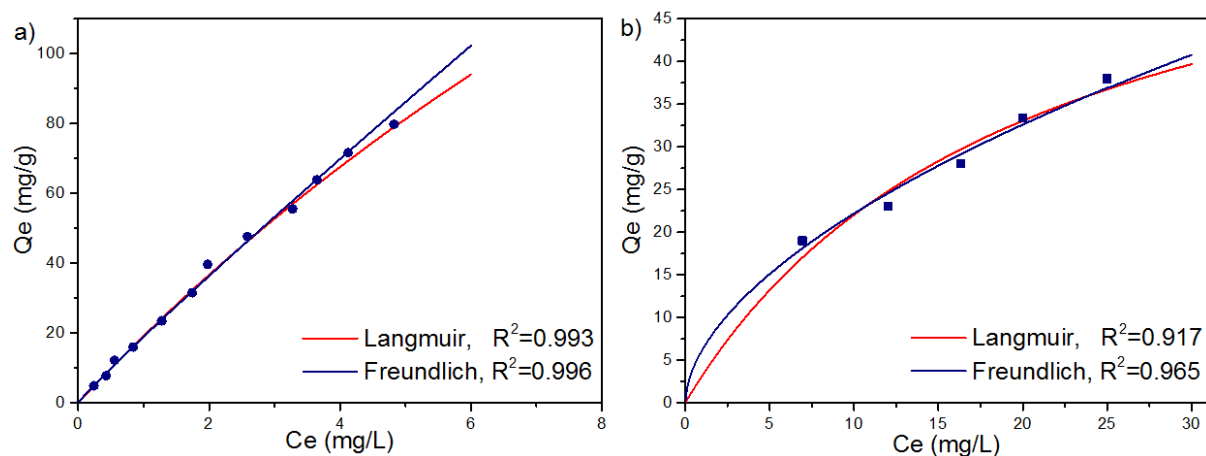 a)
Qe (mg/g)
100
80
60
40
20
0
Langmuir, R²=0.993
Freundlich, R²=0.996
0 2 4 6 8
Ce (mg/L)
b)
Qe (mg/g)
45
40
35
30
25
20
15
10
5
0
Langmuir, R²=0.917
Freundlich, R²=0.965
0 5 10 15 20 25 30
Ce (mg/L)